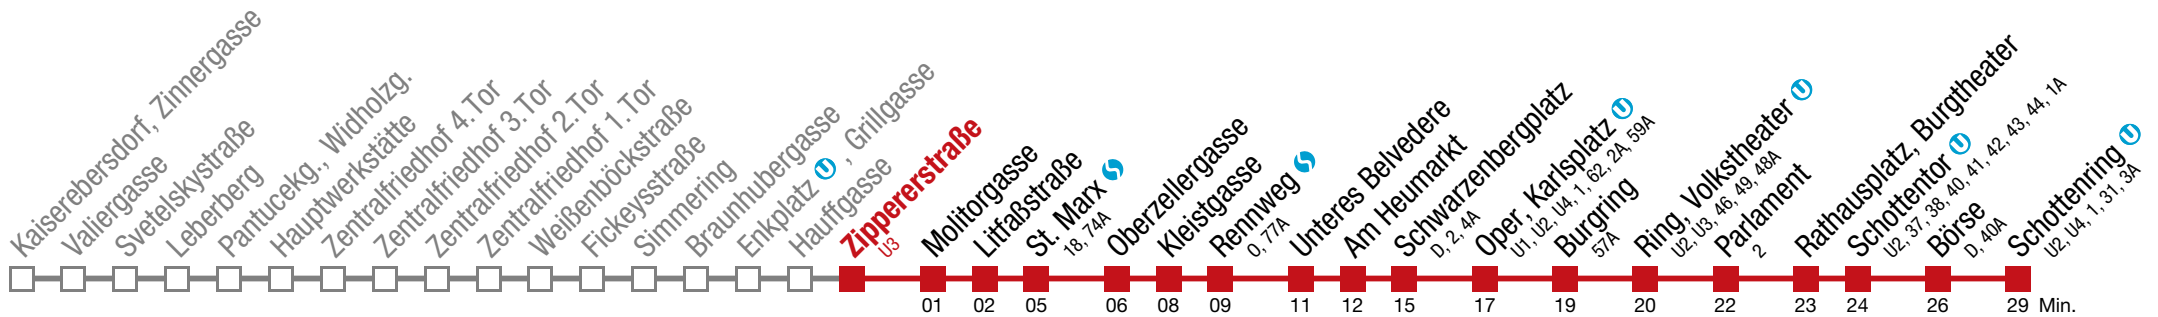 Kaiserebersdorf, Zinnergasse
Valiergasse
Svetelskystraße
Leberberg
Pantucekg., Widholzg.
Hauptwerkstätte
Zentralfriedhof 4.Tor
Zentralfriedhof 3.Tor
Zentralfriedhof 2.Tor
Zentralfriedhof 1.Tor
Weißenböckstraße
Fickeysstraße
Simmering
Braunhubergasse
Enkplatz U , Grillgasse
Hauffgasse
Zippererstraße
U3
Molitorgasse
01
Litfaßstraße
02
St. Marx S
18, 74A
05
Oberzellergasse
06
Kleistgasse
08
Rennweg S
O, 77A
09
Unteres Belvedere
11
Am Heumarkt
12
Schwarzenbergplatz
D, 2, 4A
15
Oper, Karlsplatz U
U1, U2, U4, 1, 62, 2A, 59A
17
Burgring
57A
19
Ring, Volkstheater U
U2, U3, 46, 49, 48A
20
Parlament
2
22
Rathausplatz, Burgtheater
23
Schottentor U
U2, 37, 38, 40, 41, 42, 43, 44, 1A
24
Börse
D, 40A
26
Schottenring U
U2, U4, 1, 31, 3A
29 Min.